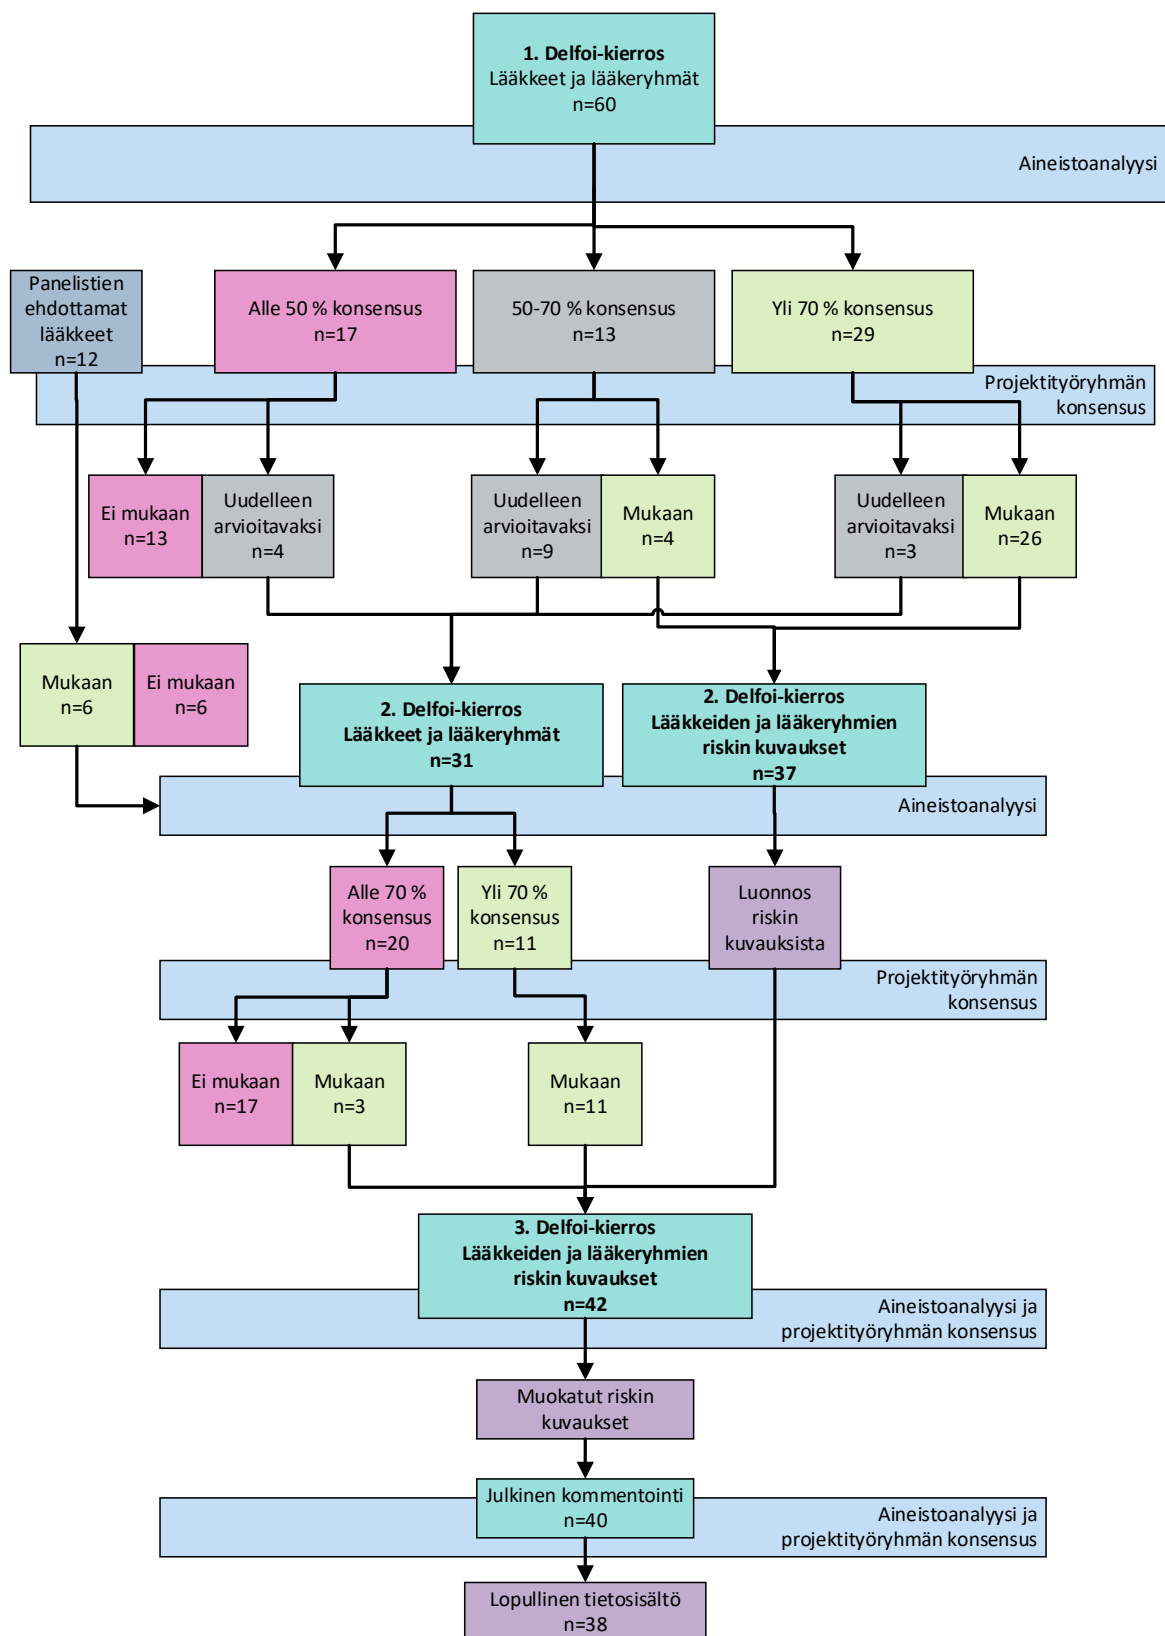 1. Delfoi-kierros
Lääkkeet ja lääkeryhmät
n=60
Aineistoanalyysi
Panelistien
ehdottamat
lääkkeet
n=12
Alle 50 % konsensus
n=17
50-70 % konsensus
n=13
Yli 70 % konsensus
n=29
Projektityöryhmän
konsensus
Ei mukaan
n=13
Uudelleen
arvioitavaksi
n=4
Uudelleen
arvioitavaksi
n=9
Mukaan
n=4
Uudelleen
arvioitavaksi
n=3
Mukaan
n=26
Mukaan
n=6
Ei mukaan
n=6
2. Delfoi-kierros
Lääkkeet ja lääkeryhmät
n=31
2. Delfoi-kierros
Lääkkeiden ja lääkeryhmien
riskin kuvaukset
n=37
Aineistoanalyysi
Alle 70 %
konsensus
n=20
Yli 70 %
konsensus
n=11
Luonnos
riskin
kuvauksista
Projektityöryhmän
konsensus
Ei mukaan
n=17
Mukaan
n=3
Mukaan
n=11
3. Delfoi-kierros
Lääkkeiden ja lääkeryhmien
riskin kuvaukset
n=42
Aineistoanalyysi ja
projektityöryhmän konsensus
Muokatut riskin
kuvaukset
Julkinen kommentointi
n=40
Aineistoanalyysi ja
projektityöryhmän konsensus
Lopullinen tietosisältö
n=38